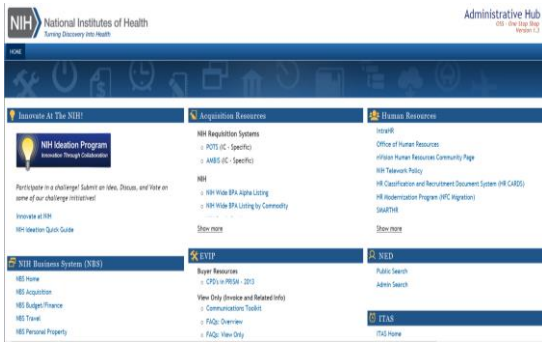 NIH National Institutes of Health
Turning Discovery Into Health
Administrative Hub
OSS - One Stop Shop
Version 1.2
HOME
Innovate At The NIH!
NIH Ideation Program
Innovation Through Collaboration
Participate in a challenge! Submit an Idea, Discuss, and Vote on
some of our challenge initiatives!
Innovate at NIH
NIH Ideation Quick Guide
NIH Business System (NBS)
NBS Home
NBS Acquisition
NBS Budget/Finance
NBS Travel
NBS Personal Property
Acquisition Resources
NIH Requisition Systems
POTS (IC - Specific)
AMBIS (IC - Specific)
NIH
NIH Wide BPA Alpha Listing
NIH Wide BPA Listing by Commodity
Show more
EVIP
Buyer Resources
CPD's in PRISM - 2013
View Only (Invoice and Related Info)
Communications Toolkit
FAQs: Overview
FAQs: View Only
Human Resources
IntraHR
Office of Human Resources
nVision Human Resources Community Page
NIH Telework Policy
HR Classification and Recruitment Document System (HR CARDS)
HR Modernization Program (HFC Migration)
SMARTHR
Show more
NED
Public Search
Admin Search
ITAS
ITAS Home